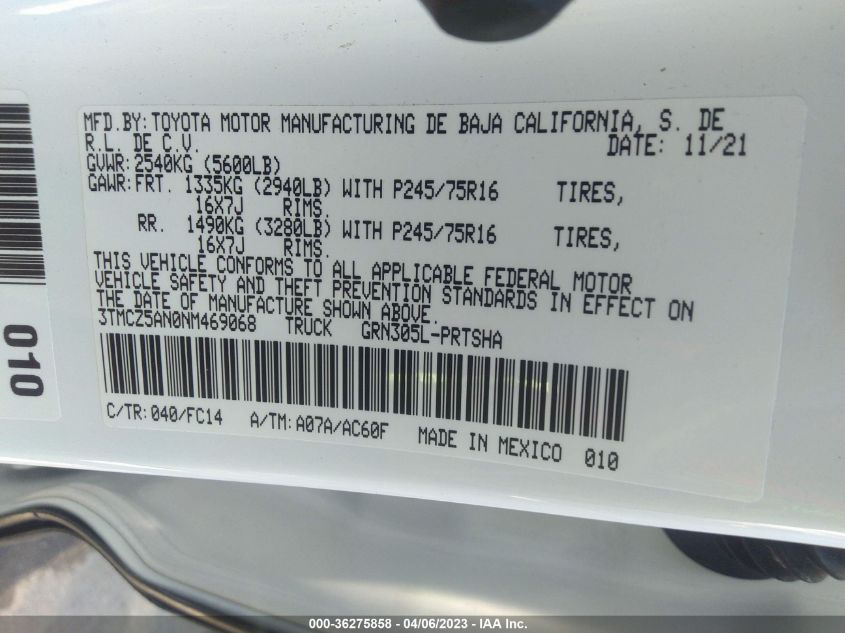 MFD.BY:TOYOTA MOTOR MANUFACTURING DE BAJA CALIFORNIA, S. DE
R.L. DE C.V. DATE: 11/21
GVWR:2540KG (5600LB)
GAWR:FRT. 1335KG (2940LB) WITH P245/75R16 TIRES,
16X7J RIMS.
RR. 1490KG (3280LB) WITH P245/75R16 TIRES,
16X7J RIMS.
THIS VEHICLE CONFORMS TO ALL APPLICABLE FEDERAL MOTOR
VEHICLE SAFETY AND THEFT PREVENTION STANDARDS IN EFFECT ON
THE DATE OF MANUFACTURE SHOWN ABOVE.
3TMCZ5AN0NM469068 TRUCK GRN305L-PRTSHA
C/TR:040/FC14 A/TM:A07A/AC60F MADE IN MEXICO 010
010
000-36275858 - 04/06/2023 - IAA Inc.